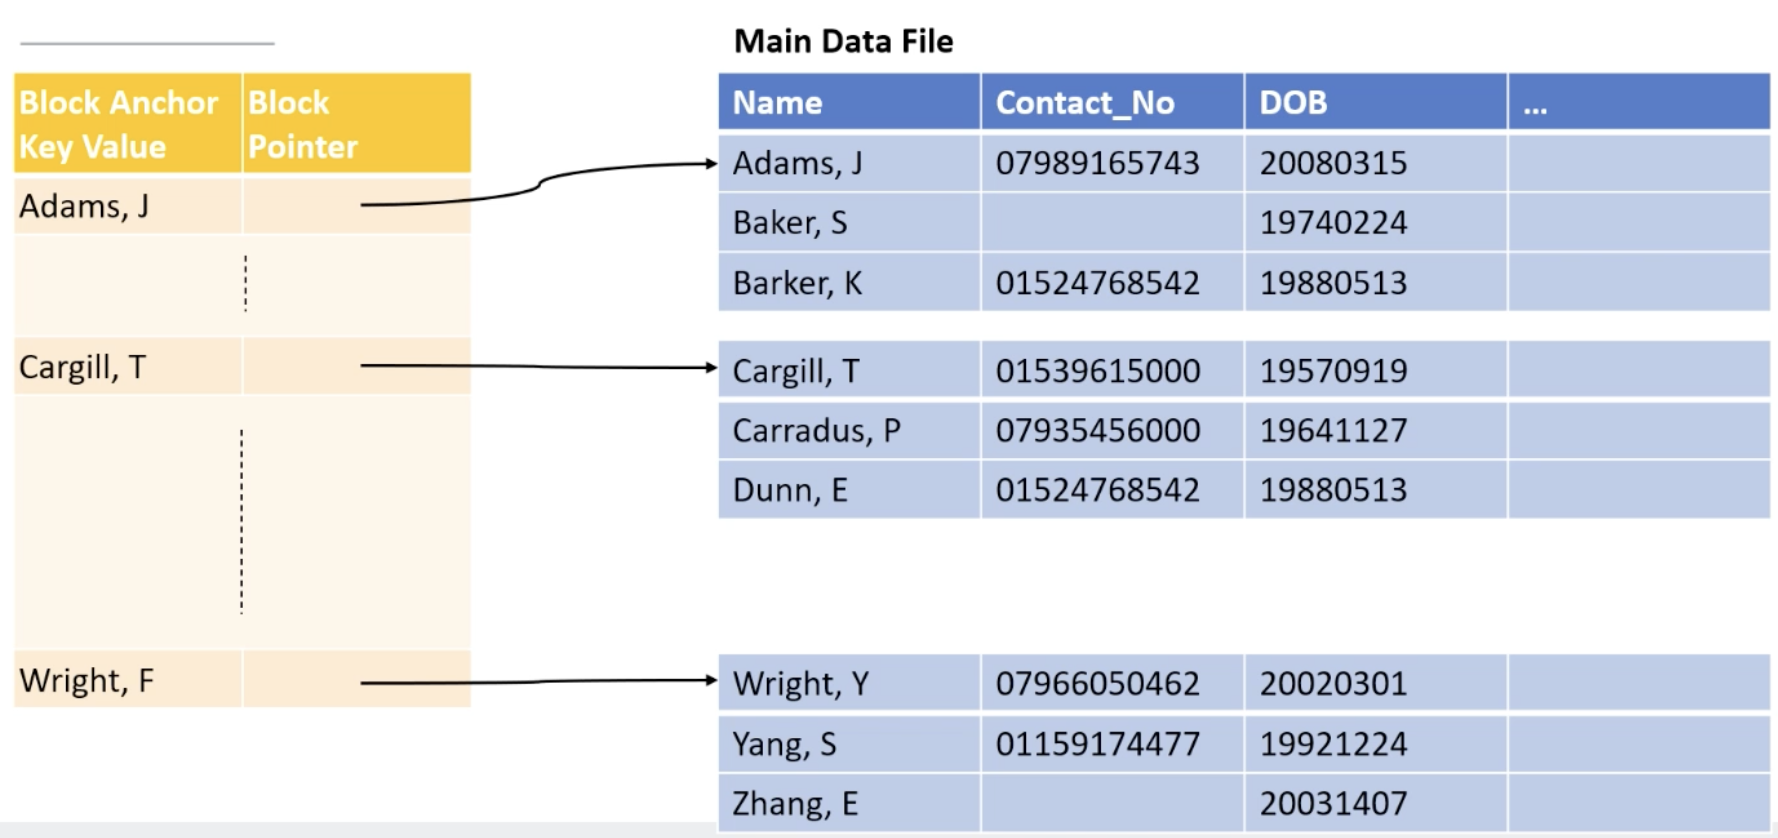 Main Data File
Block Anchor Key Value Block Pointer
Adams, J
Cargill, T
Wright, F
Name Contact_No DOB ...
Adams, J 07989165743 20080315
Baker, S 19740224
Barker, K 01524768542 19880513
Cargill, T 01539615000 19570919
Carradus, P 07935456000 19641127
Dunn, E 01524768542 19880513
Wright, Y 07966050462 20020301
Yang, S 01159174477 19921224
Zhang, E 20031407